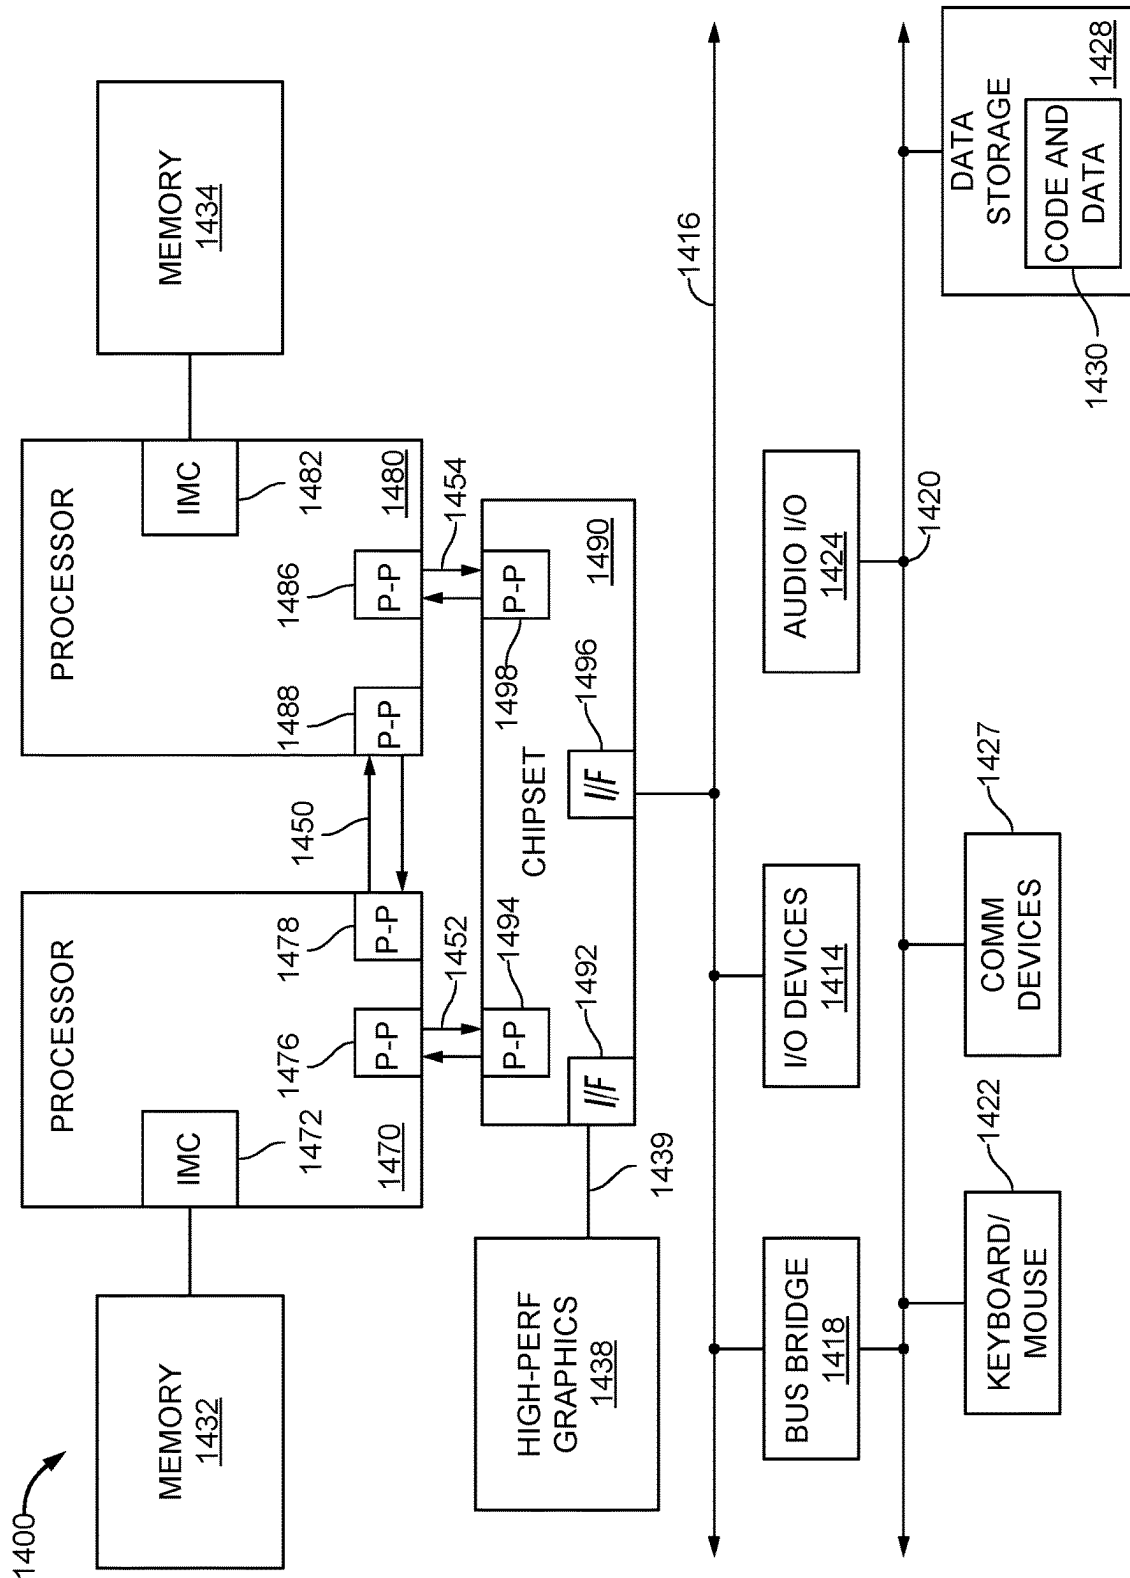 1400
MEMORY
1432
PROCESSOR
IMC
1472
1476
P-P
1478
P-P
1470
1450
PROCESSOR
IMC
1482
1488
P-P
1486
P-P
1480
MEMORY
1434
1452
1454
HIGH-PERF
GRAPHICS
1438
1439
1494
P-P
1492
I/F
CHIPSET
1498
P-P
1496
I/F
1490
1416
BUS BRIDGE
1418
I/O DEVICES
1414
AUDIO I/O
1424
1420
KEYBOARD/
MOUSE
1422
COMM
DEVICES
1427
DATA
STORAGE
1428
CODE AND
DATA
1430